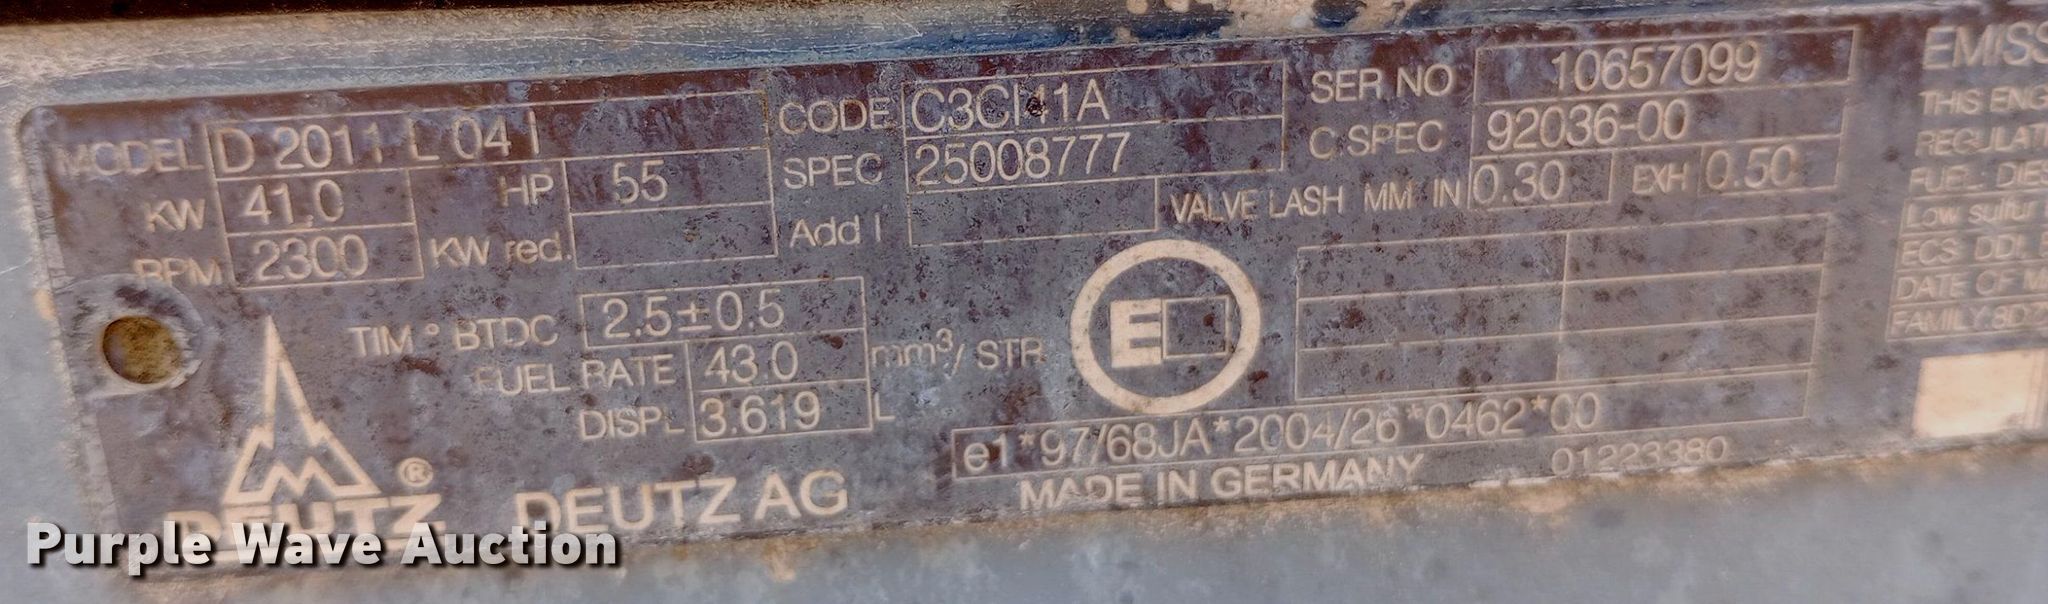 MODEL D 2011 L 04 I
KW 41,0 HP 55
RPM 2300 KW red.
CODE C3CI11A
SPEC 25008777
Add I
SER NO 10657099
C.SPEC 92036-00
VALVE LASH MM IN 0.30 EXH 0.50
TIM ° BTDC 2.5±0.5
FUEL RATE 43.0 mm³/ STR
DISPL 3.619 L
E
e1*97/68JA*2004/26*0462*00
MADE IN GERMANY 01223380
DEUTZ ®
DEUTZ AG
EMISS
THIS ENG
REGULAT
FUEL: DIES
Low sulfur
ECS: DDI,
DATE OF M
FAMILY:8DZ
Purple Wave Auction